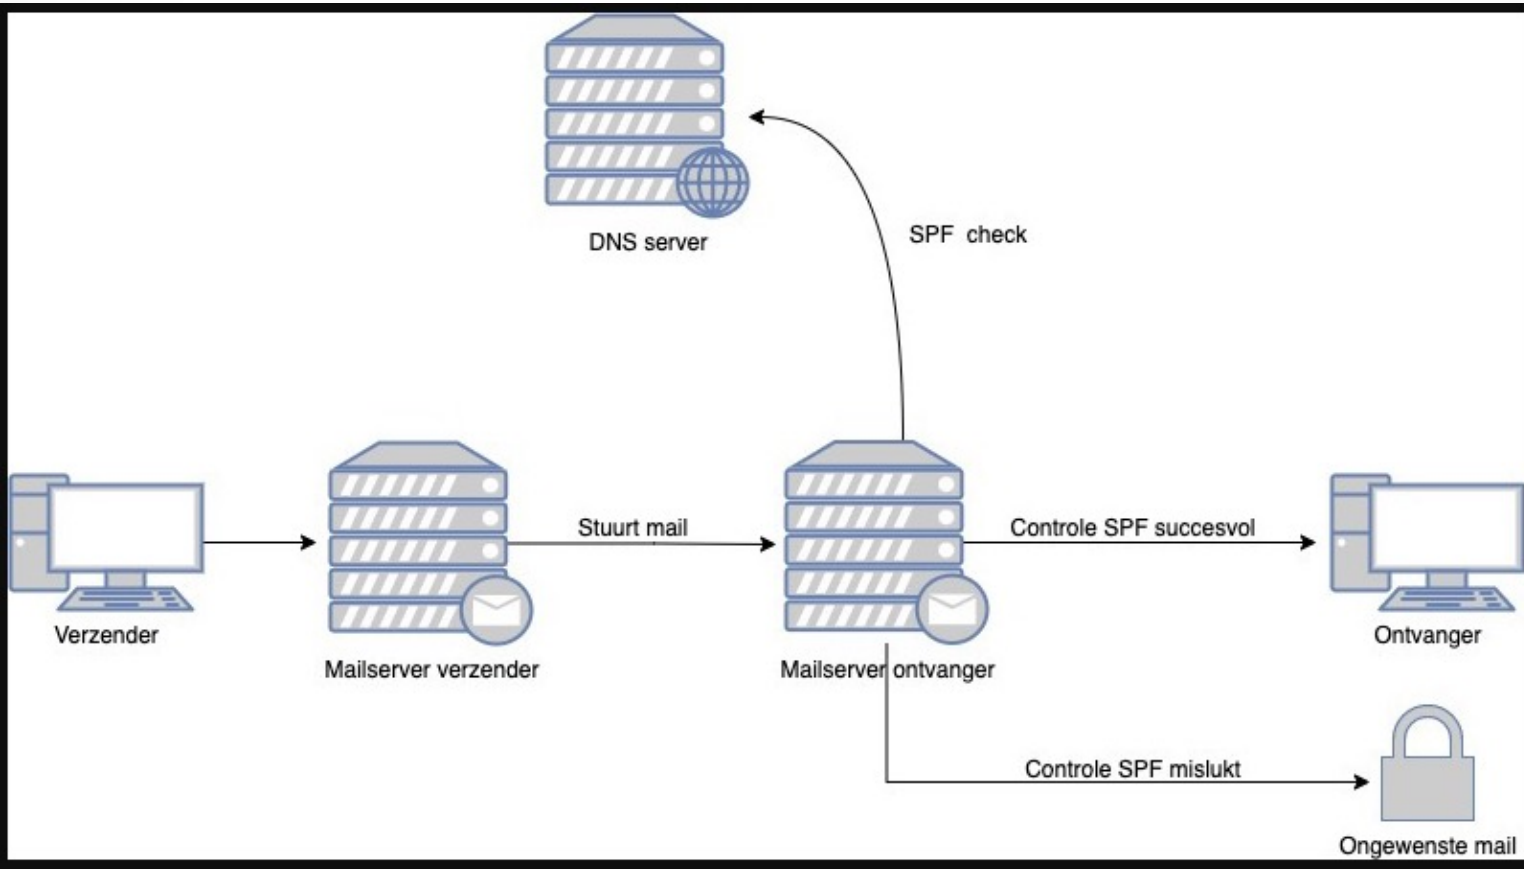 DNS server
SPF  check
Stuurt mail
Controle SPF succesvol
Verzender
Mailserver verzender
Mailserver ontvanger
Ontvanger
Controle SPF mislukt
Ongewenste mail